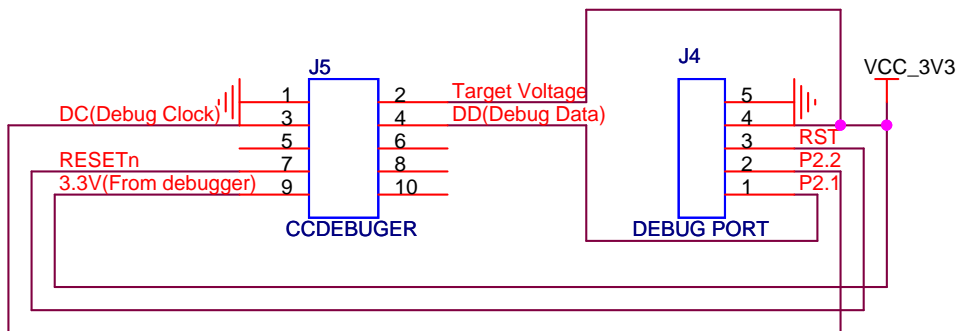 J5
J4
VCC_3V3
1
2
Target Voltage
5
DC(Debug Clock)
3
4
DD(Debug Data)
4
5
6
3
RST
RESETn
7
8
2
P2.2
3.3V(From debugger)
9
10
1
P2.1
CCDEBUGER
DEBUG PORT